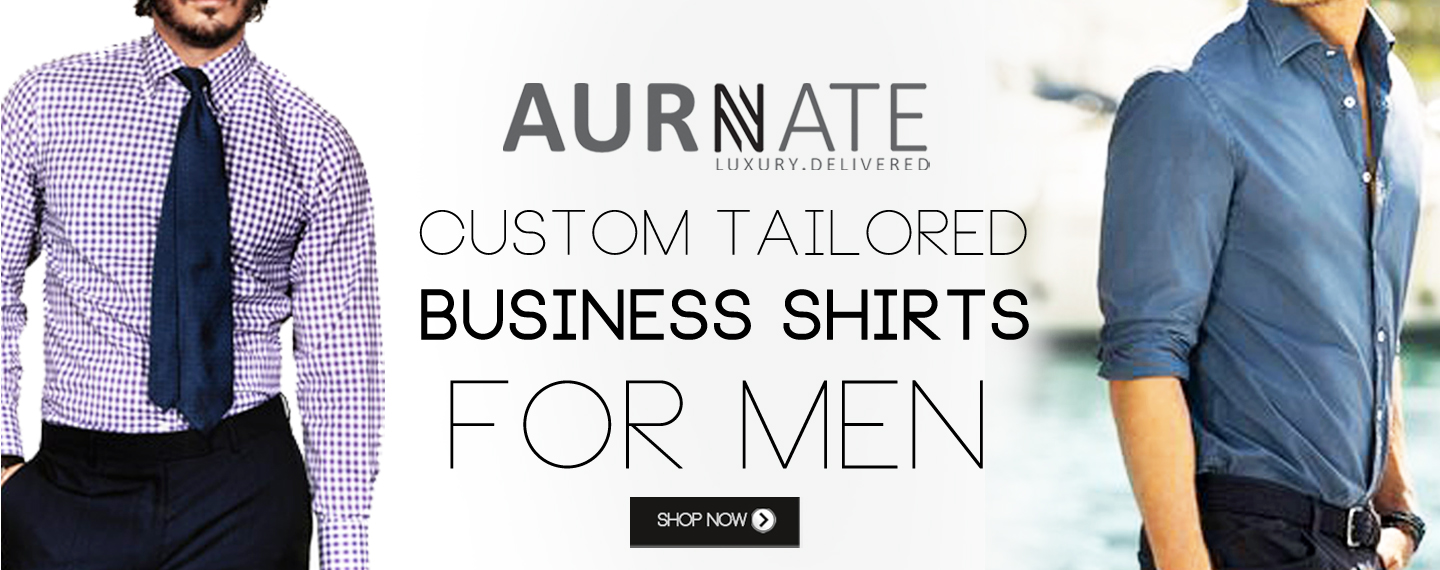 AURNATE
LUXURY.DELIVERED
CUSTOM TAILORED
BUSINESS SHIRTS
FOR MEN
SHOP NOW